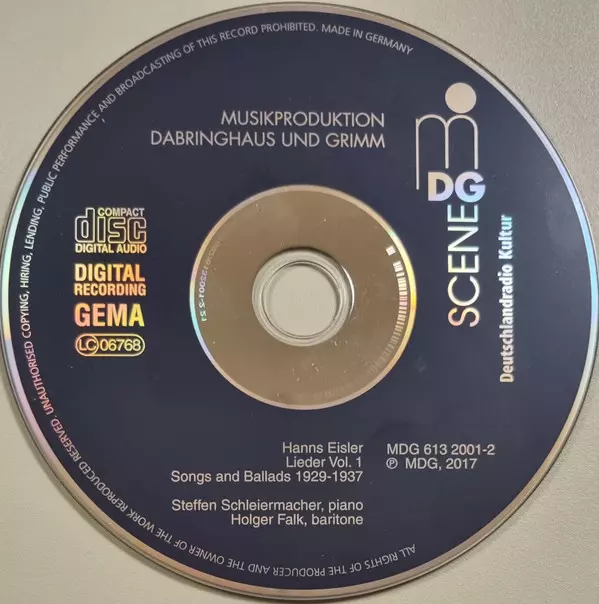 ALL RIGHTS OF THE PRODUCER AND THE OWNER OF THE WORK REPRODUCED RESERVED. UNAUTHORISED COPYING, HIRING, LENDING, PUBLIC PERFORMANCE AND BROADCASTING OF THIS RECORD PROHIBITED. MADE IN GERMANY
MUSIKPRODUKTION
DABRINGHAUS UND GRIMM
m
DG
SCENE
Deutschlandradio Kultur
COMPACT
disc
DIGITAL AUDIO
DIGITAL
RECORDING
GEMA
LC 06768
Hanns Eisler
Lieder Vol. 1
Songs and Ballads 1929-1937
Steffen Schleiermacher, piano
Holger Falk, baritone
MDG 613 2001-2
℗ MDG, 2017